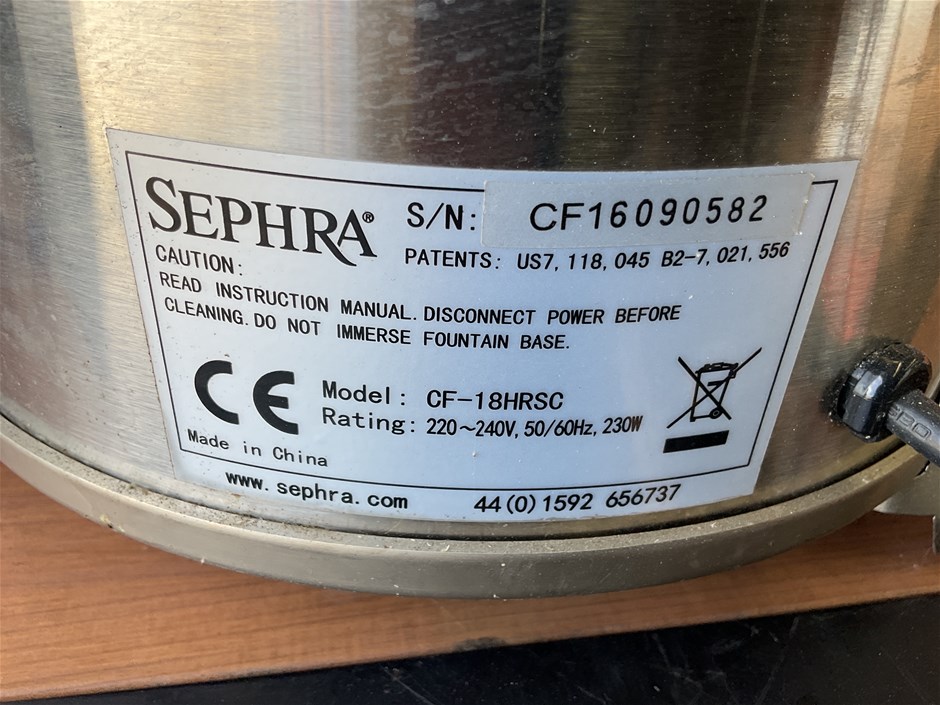 SEPHRA® S/N: CF16090582
PATENTS: US7,118,045 B2-7,021,556
CAUTION:
READ INSTRUCTION MANUAL. DISCONNECT POWER BEFORE
CLEANING. DO NOT IMMERSE FOUNTAIN BASE.
CE
Model: CF-18HRSC
Rating: 220~240V, 50/60Hz, 230W
Made in China
www.sephra.com 44(0)1592 656737